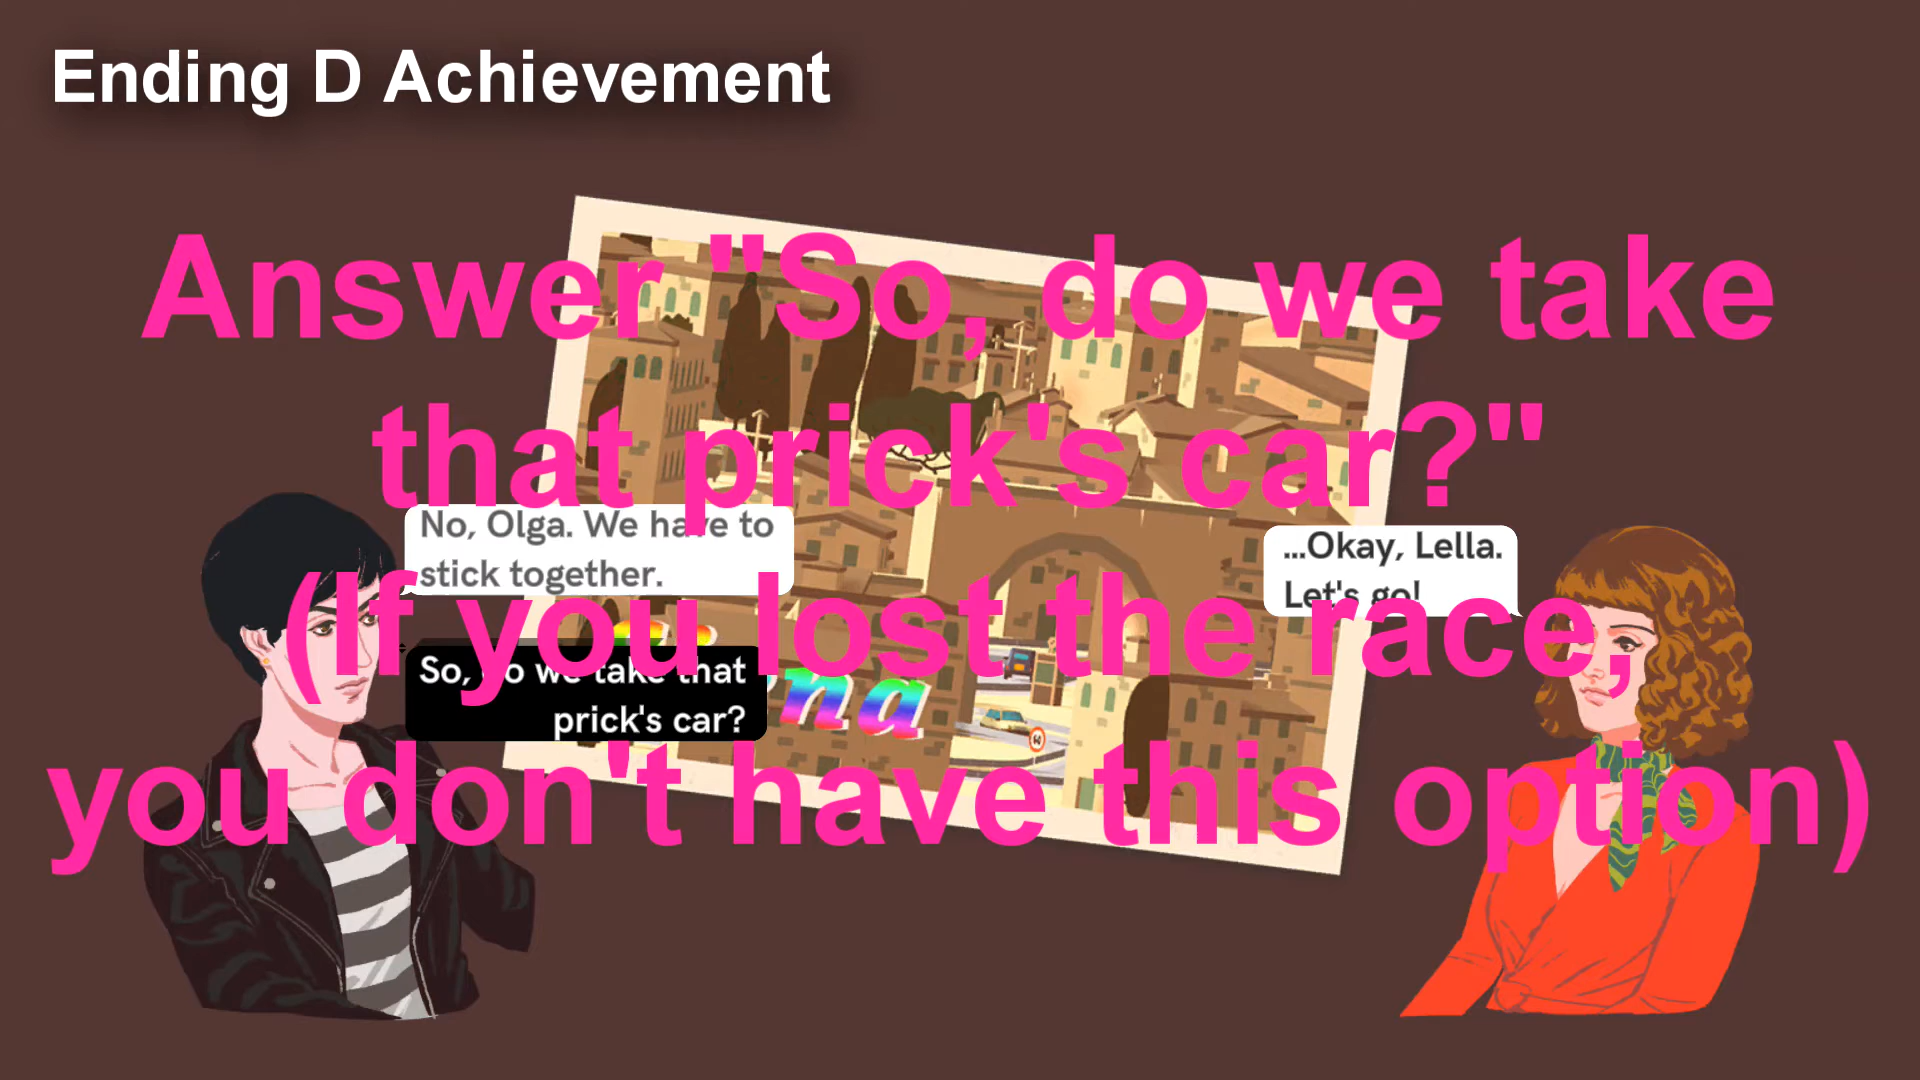 Ending D Achievement
Answer "So, do we take
that prick's car?"
No, Olga. We have to
stick together.
...Okay, Lella.
Let's go!
(If you lost the race,
So, do we take that
prick's car?
you don't have this option)